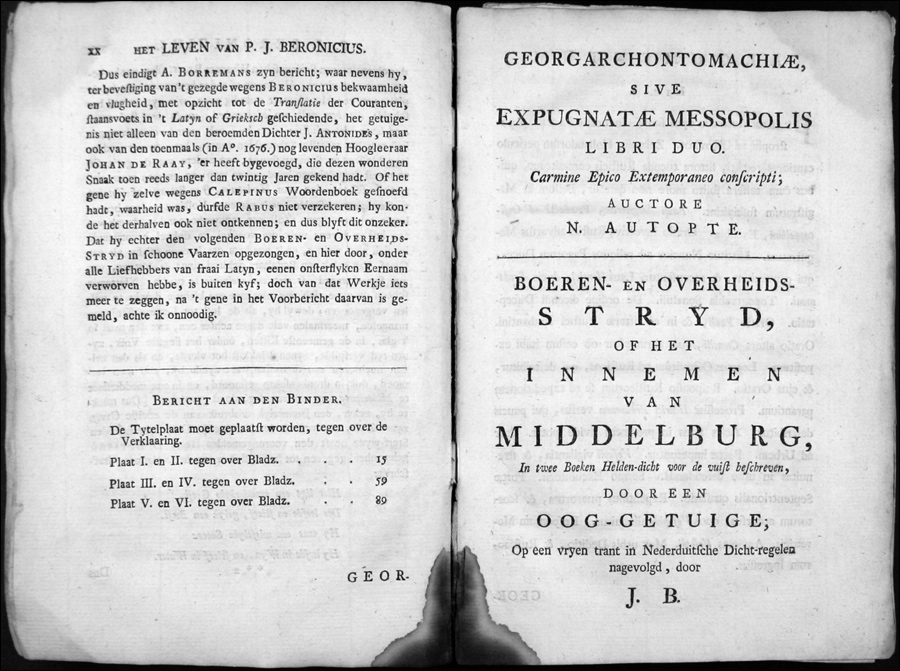 xx HET LEVEN VAN P. J. BERONICIUS.
Dus eindigt A. BORREMANS zyn bericht; waar nevens hy,
ter beveſtiging van 't gezegde wegens BERONICIUS bekwaamheid
en vlugheid, met opzicht tot de Tranſlatie der Couranten,
ſtaansvoets in 't Latyn of Griekſch geſchiedende, het getuige-
nis niet alleen van den beroemden Dichter J. ANTONIDES, maar
ook van den toenmaals (in A°. 1676.) nog levenden Hoogleeraar
JOHAN DE RAAY, 'er heeft bygevoegd, die dezen wonderen
Snaak toen reeds langer dan twintig Jaren gekend hadt. Of het
gene hy zelve wegens CALEPINUS Woordenboek geſnoefd
hadt, waarheid was, durfde RABUS niet verzekeren; hy kon-
de het derhalven ook niet ontkennen; en dus blyft dit onzeker.
Dat hy echter den volgenden BOEREN- en OVERHEIDS-
STRYD in ſchoone Vaarzen opgezongen, en hier door, onder
alle Liefhebbers van fraai Latyn, eenen onſterflyken Eernaam
verworven hebbe, is buiten kyf; doch van dat Werkje iets
meer te zeggen, na 't gene in het Voorbericht daarvan is ge-
meld, achte ik onnoodig.
BERICHT AAN DEN BINDER.
De Tytelplaat moet geplaatſt worden, tegen over de
Verklaaring.
Plaat I. en II. tegen over Bladz. . . 15
Plaat III. en IV. tegen over Bladz. . . 59
Plaat V. en VI. tegen over Bladz. . . 89
GEOR-
GEORGARCHONTOMACHIÆ,
SIVE
EXPUGNATÆ MESSOPOLIS
LIBRI DUO.
Carmine Epico Extemporaneo conſcripti;
AUCTORE
N. AUTOPTE.
BOEREN- EN OVERHEIDS-
STRYD,
OF HET
INNEMEN
VAN
MIDDELBURG,
In twee Boeken Helden-dicht voor de vuiſt beſchreven,
DOOR EEN
OOG-GETUIGE;
Op een vryen trant in Nederduitſche Dicht-regelen
nagevolgd, door
J. B.